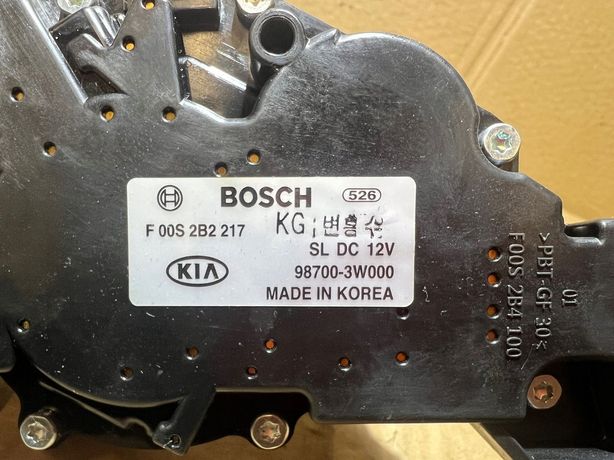 BOSCH 526
F 00S 2B2 217 KG
SL DC 12V
KIA 98700-3W000
MADE IN KOREA
01
>PBT-GF 30<
F00S 2B4 100